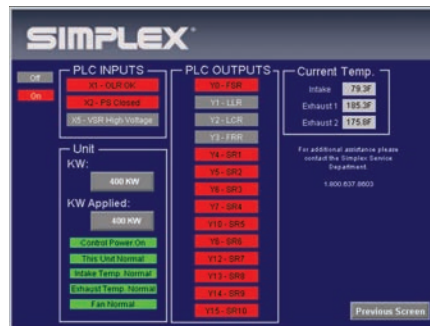 SIMPLEX
Off
On
PLC INPUTS
X1 - OLR OK
X2 - PS Closed
X5 - VSR High Voltage
Unit
KW:
400 KW
KW Applied:
400 KW
Control Power On
This Unit Normal
Intake Temp. Normal
Exhaust Temp. Normal
Fan Normal
PLC OUTPUTS
Y0 - FSR
Y1 - LLR
Y2 - LCR
Y3 - FRR
Y4 - SR1
Y5 - SR2
Y6 - SR3
Y7 - SR4
Y10 - SR5
Y8 - SR6
Y12 - SR7
Y13 - SR8
Y14 - SR9
Y15 - SR10
Current Temp.
Intake 79.3F
Exhaust 1 185.3F
Exhaust 2 175.8F
For additional assistance please
contact the Simplex Service
Department.
1.800.637.8603
Previous Screen